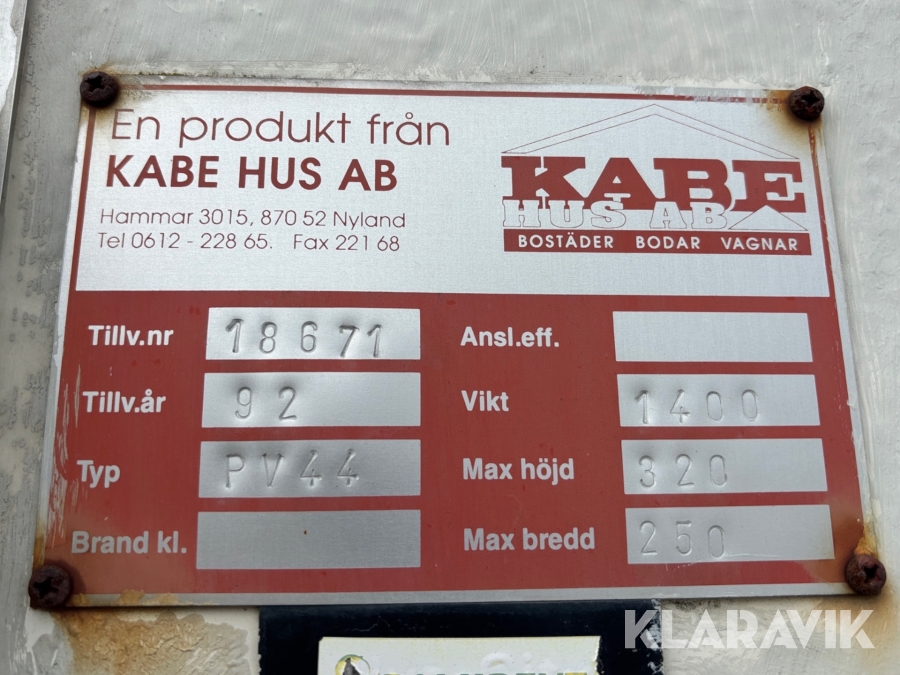 En produkt från
KABE HUS AB
Hammar 3015, 870 52 Nyland
Tel 0612 - 228 65. Fax 221 68
KABE
HUS AB
BOSTÄDER BODAR VAGNAR
Tillv.nr 18671
Tillv.år 92
Typ PV44
Brand kl.
Ansl.eff.
Vikt 1400
Max höjd 320
Max bredd 250
KLARAVIK